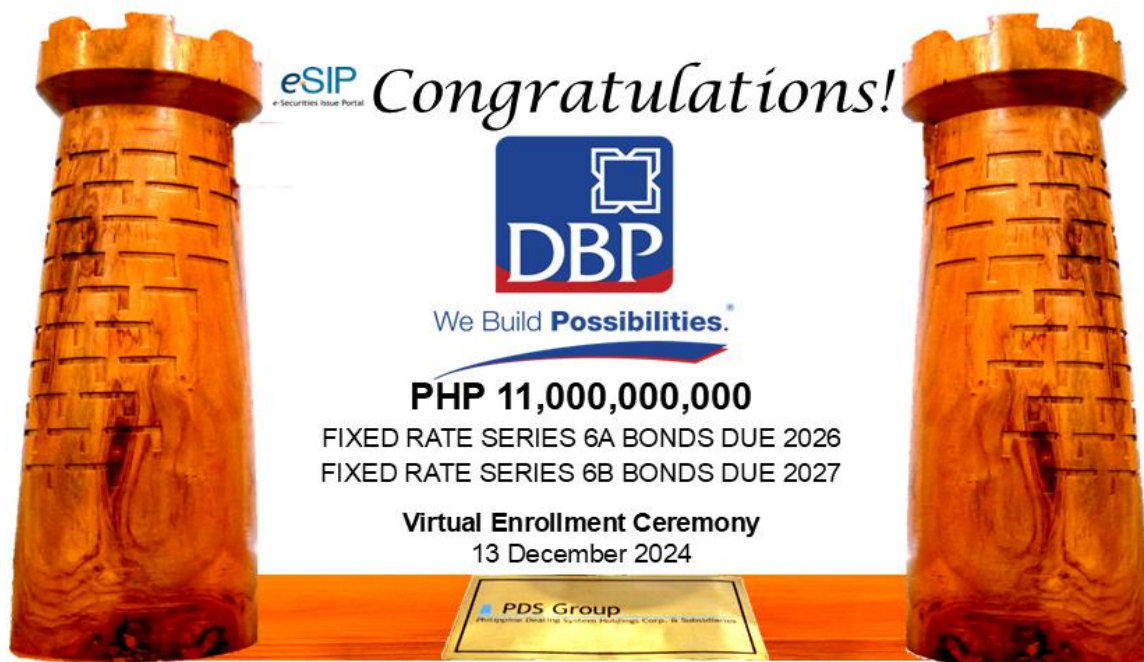 eSIP
e-Securities Issue Portal
Congratulations!
DBP
We Build Possibilities.®
PHP 11,000,000,000
FIXED RATE SERIES 6A BONDS DUE 2026
FIXED RATE SERIES 6B BONDS DUE 2027
Virtual Enrollment Ceremony
13 December 2024
PDS Group
Philippine Dealing System Holdings Corp. & Subsidiaries